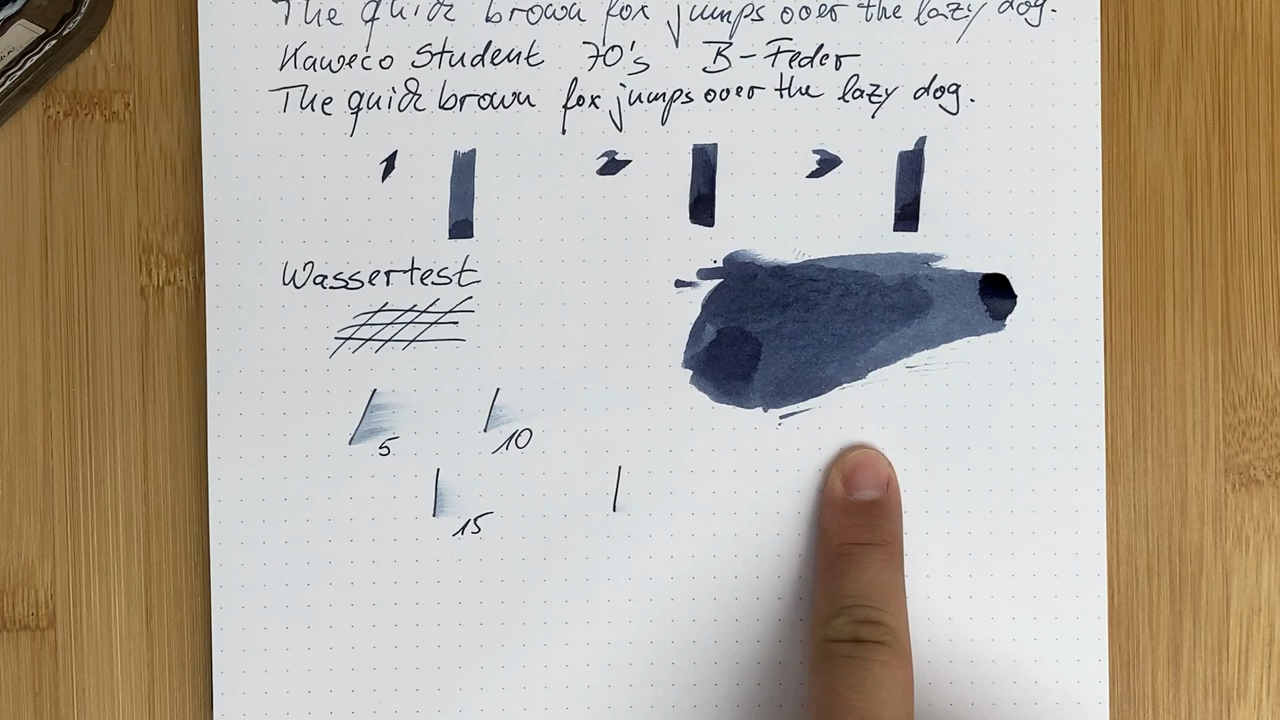 The quick brown fox jumps over the lazy dog.
Kaweco Student 70's B-Feder
The quick brown fox jumps over the lazy dog.
Wassertest
5 10
15